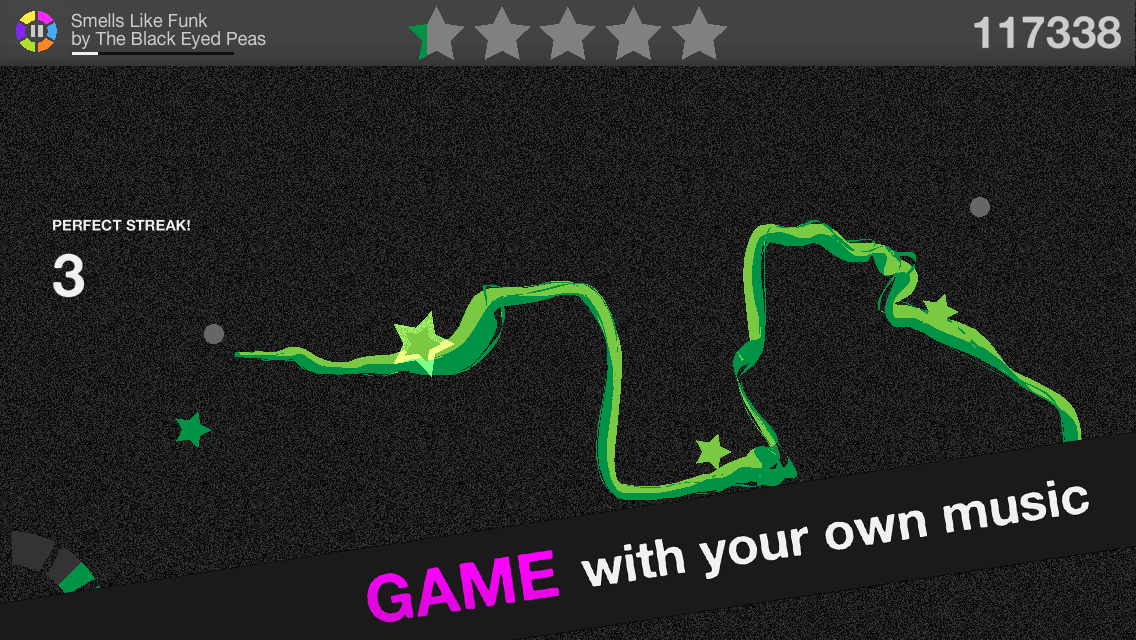 Smells Like Funk
by The Black Eyed Peas
117338
PERFECT STREAK!
3
GAME with your own music